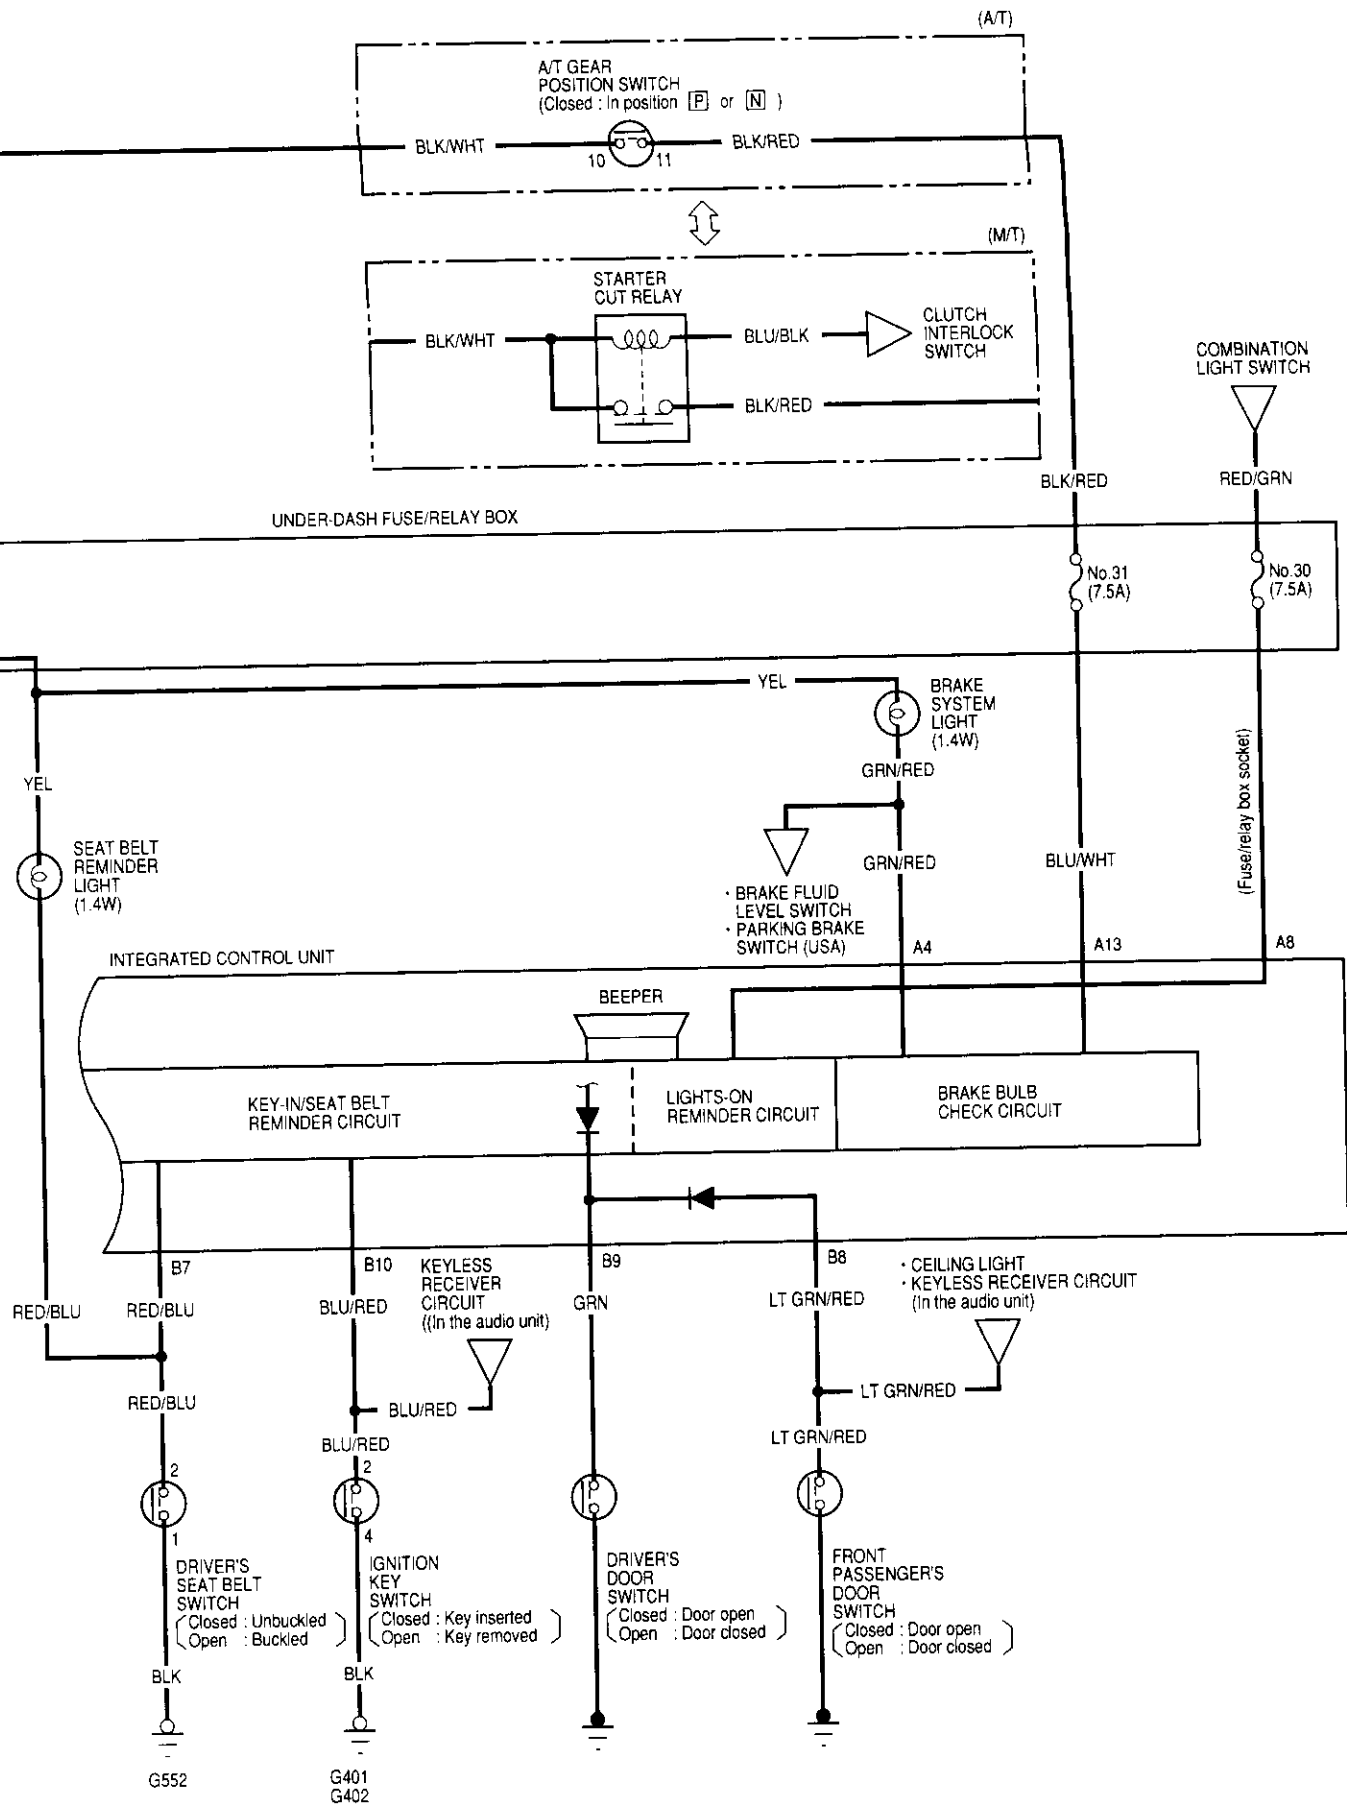 (A/T)
A/T GEAR
POSITION SWITCH
(Closed : In position P or N )
BLK/WHT
BLK/RED
10
11
(M/T)
STARTER
CUT RELAY
BLK/WHT
BLU/BLK
CLUTCH
INTERLOCK
SWITCH
BLK/RED
COMBINATION
LIGHT SWITCH
BLK/RED
RED/GRN
UNDER-DASH FUSE/RELAY BOX
No.31
(7.5A)
No.30
(7.5A)
YEL
BRAKE
SYSTEM
LIGHT
(1.4W)
GRN/RED
YEL
(Fuse/relay box socket)
SEAT BELT
REMINDER
LIGHT
(1.4W)
GRN/RED
BLU/WHT
· BRAKE FLUID
LEVEL SWITCH
· PARKING BRAKE
SWITCH (USA)
A4
A13
A8
INTEGRATED CONTROL UNIT
BEEPER
KEY-IN/SEAT BELT
REMINDER CIRCUIT
LIGHTS-ON
REMINDER CIRCUIT
BRAKE BULB
CHECK CIRCUIT
B7
B10
B9
B8
KEYLESS
RECEIVER
CIRCUIT
((In the audio unit)
· CEILING LIGHT
· KEYLESS RECEIVER CIRCUIT
(In the audio unit)
RED/BLU
RED/BLU
BLU/RED
GRN
LT GRN/RED
RED/BLU
BLU/RED
LT GRN/RED
BLU/RED
LT GRN/RED
2
1
2
4
DRIVER'S
SEAT BELT
SWITCH
(Closed : Unbuckled
Open : Buckled)
IGNITION
KEY
SWITCH
(Closed : Key inserted
Open : Key removed)
DRIVER'S
DOOR
SWITCH
(Closed : Door open
Open : Door closed)
FRONT
PASSENGER'S
DOOR
SWITCH
(Closed : Door open
Open : Door closed)
BLK
BLK
G552
G401
G402